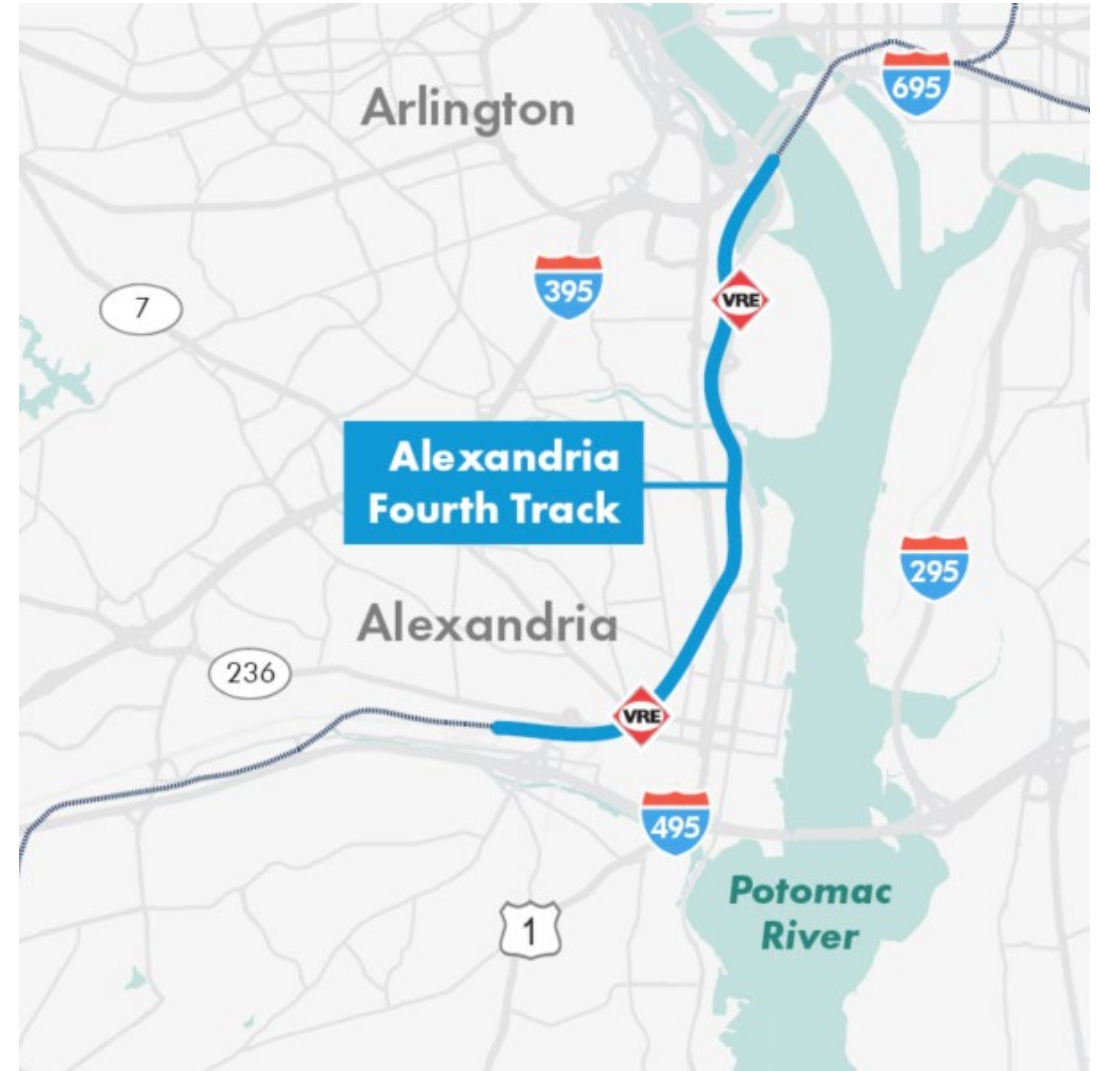 Arlington
695
395
VRE
7
Alexandria
Fourth Track
295
Alexandria
236
VRE
495
Potomac
River
1